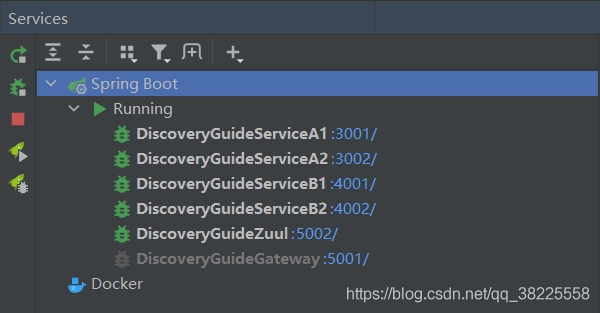 Services
Spring Boot
Running
DiscoveryGuideServiceA1 :3001/
DiscoveryGuideServiceA2 :3002/
DiscoveryGuideServiceB1 :4001/
DiscoveryGuideServiceB2 :4002/
DiscoveryGuideZuul :5002/
DiscoveryGuideGateway :5001/
Docker
https://blog.csdn.net/qq_38225558